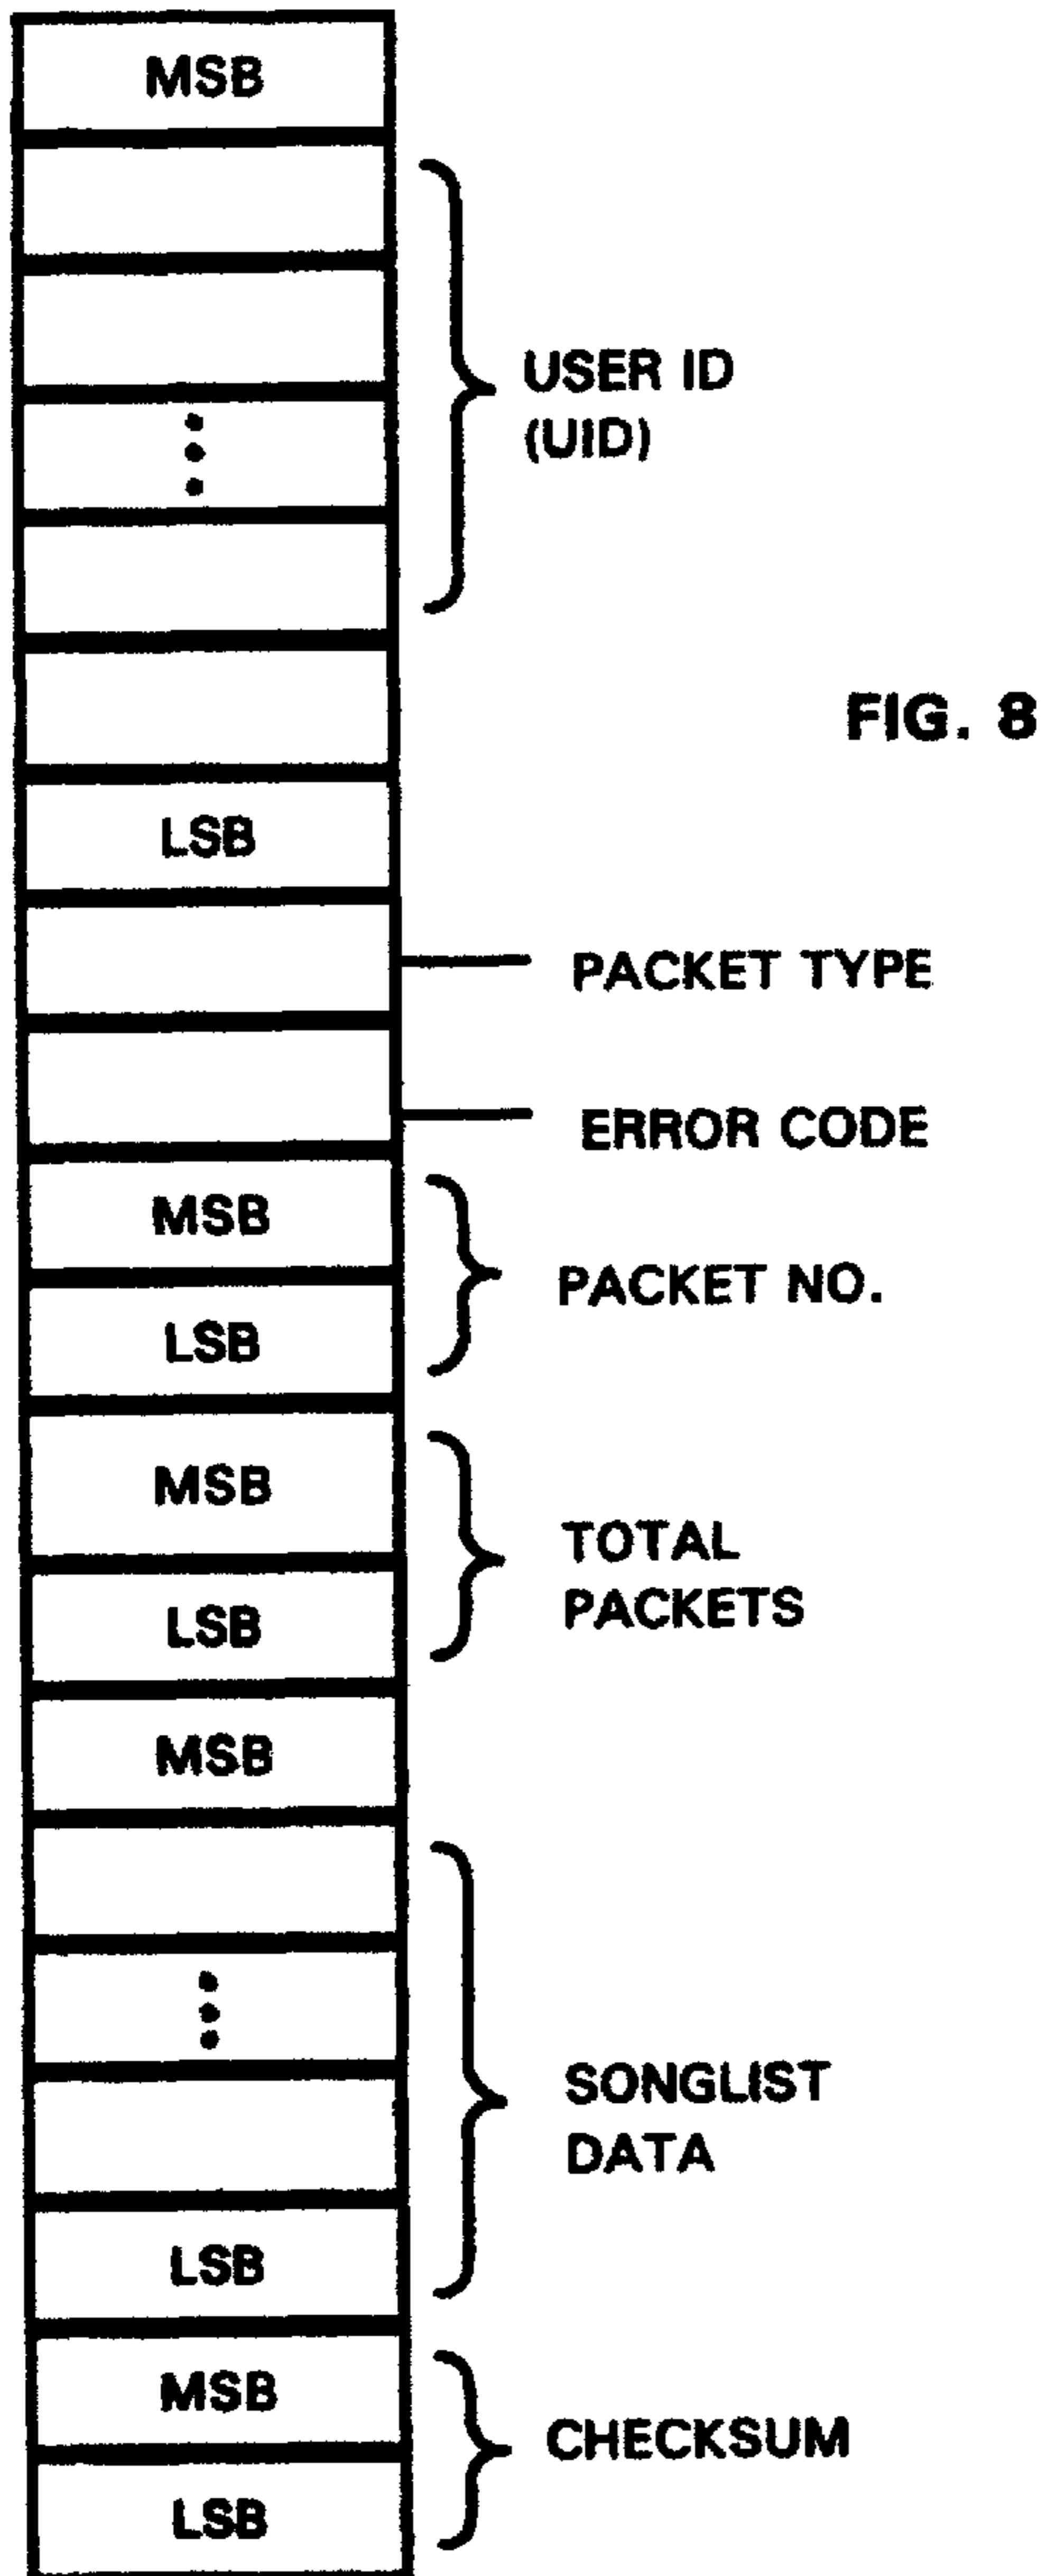 MSB
USER ID
(UID)
FIG. 8
LSB
PACKET TYPE
ERROR CODE
MSB
PACKET NO.
LSB
MSB
TOTAL
PACKETS
LSB
MSB
SONGLIST
DATA
LSB
MSB
CHECKSUM
LSB